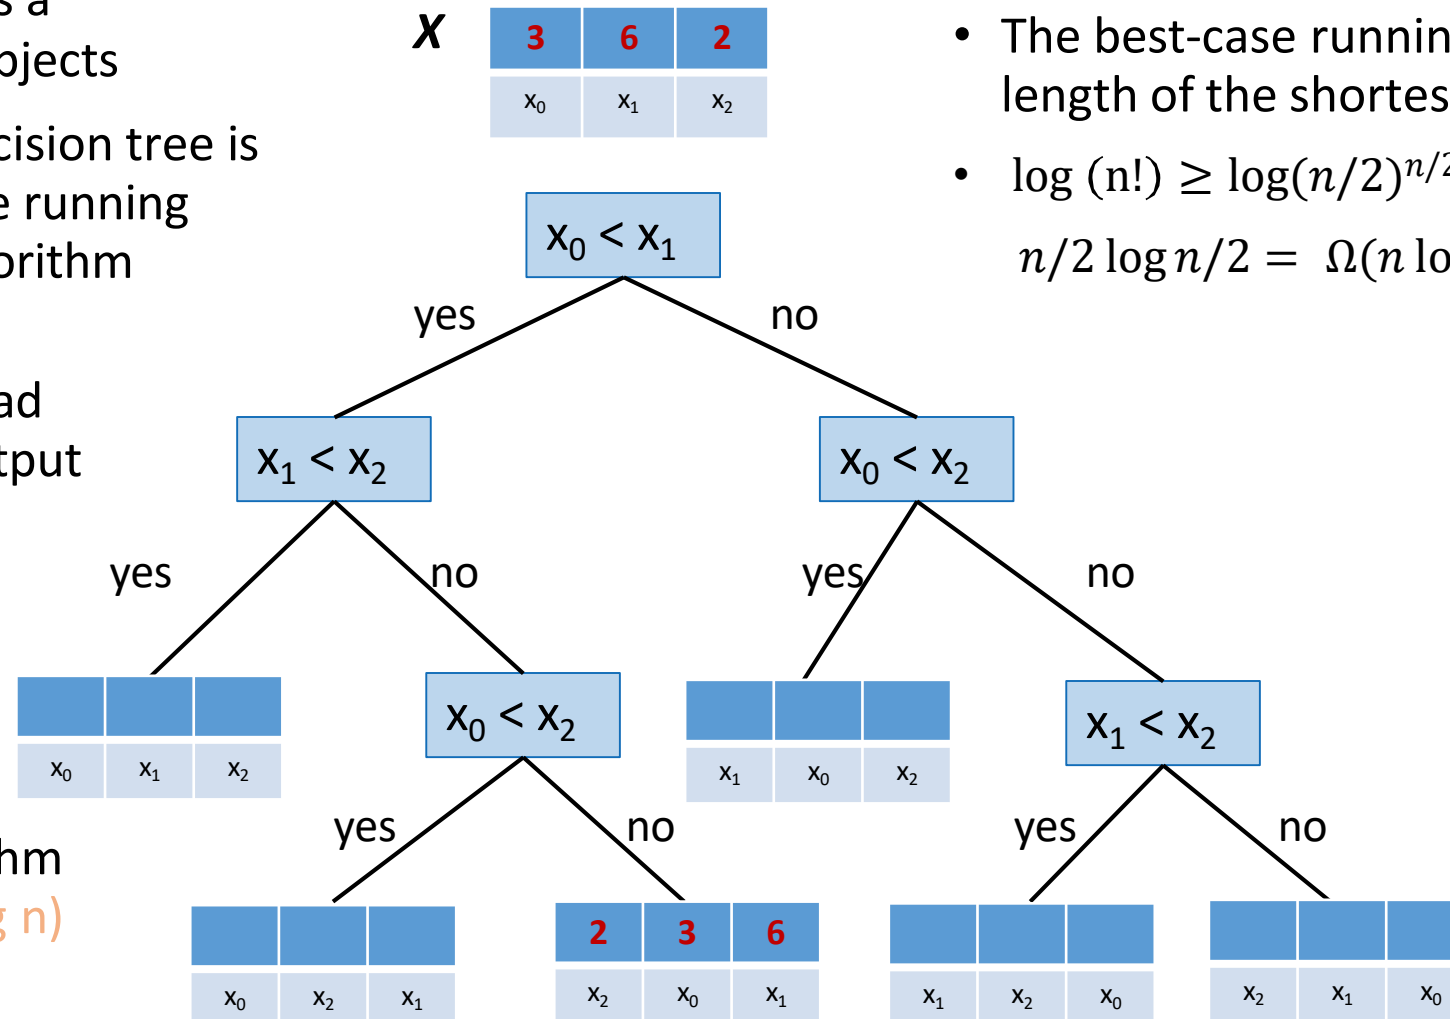 s a
bjects
cision tree is
e running
orithm
ad
tput
hm
g n)
X
3 6 2
x₀ x₁ x₂
• The best-case runnin
length of the shortes
• log (n!) ≥ log(n/2)^{n/2
n/2 log n/2 = Ω(n lo
x₀ < x₁
yes no
x₁ < x₂ x₀ < x₂
yes no yes no
x₀ x₁ x₂
x₀ < x₂
x₁ x₀ x₂
x₁ < x₂
yes no yes no
x₀ x₂ x₁
2 3 6
x₂ x₀ x₁
x₁ x₂ x₀
x₂ x₁ x₀